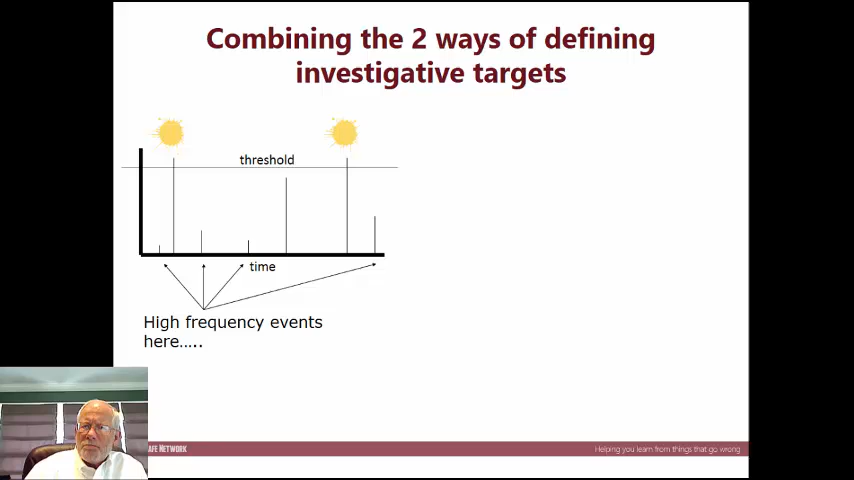 Combining the 2 ways of defining
investigative targets
threshold
time
High frequency events
here.....
AFE NETWORK
Helping you learn from things that go wrong